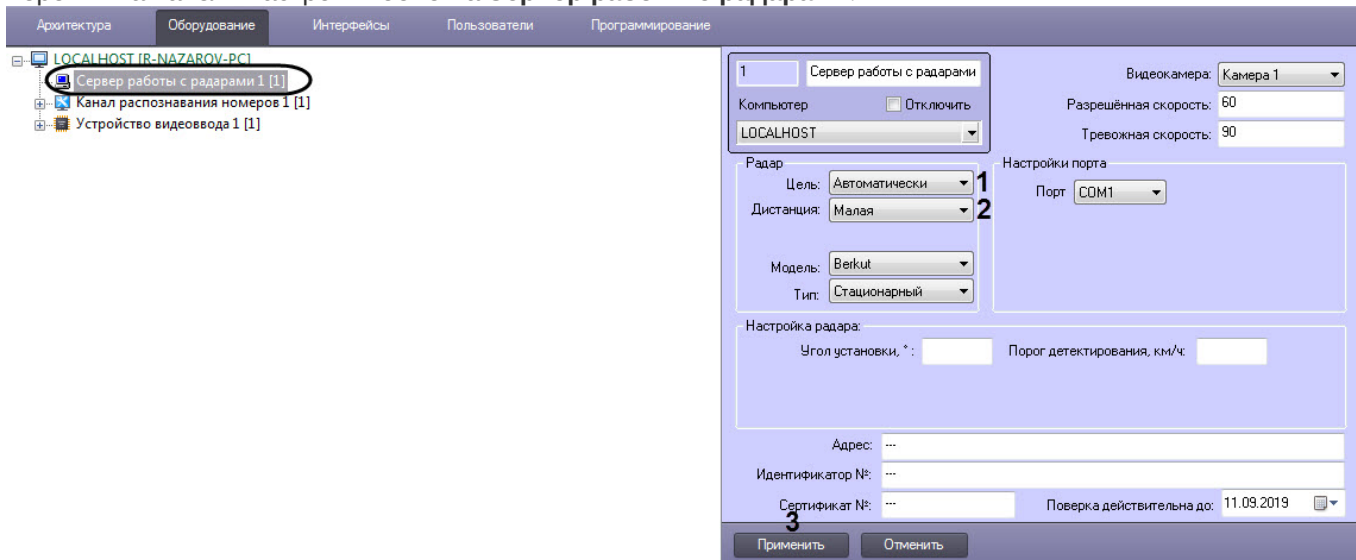 Архитектура Оборудование Интерфейсы Пользователи Программирование
LOCALHOST [R-NAZAROV-PC]
Сервер работы с радарами 1 [1]
Канал распознавания номеров 1 [1]
Устройство видеоввода 1 [1]
1 Сервер работы с радарами
Компьютер Отключить
LOCALHOST
Видеокамера: Камера 1
Разрешённая скорость: 60
Тревожная скорость: 90
Радар
Цель: Автоматически 1
Дистанция: Малая 2
Модель: Berkut
Тип: Стационарный
Настройки порта
Порт COM1
Настройка радара:
Угол установки, ° : Порог детектирования, км/ч:
Адрес: ---
Идентификатор №: ---
Сертификат №: --- Поверка действительна до: 11.09.2019
3
Применить Отменить